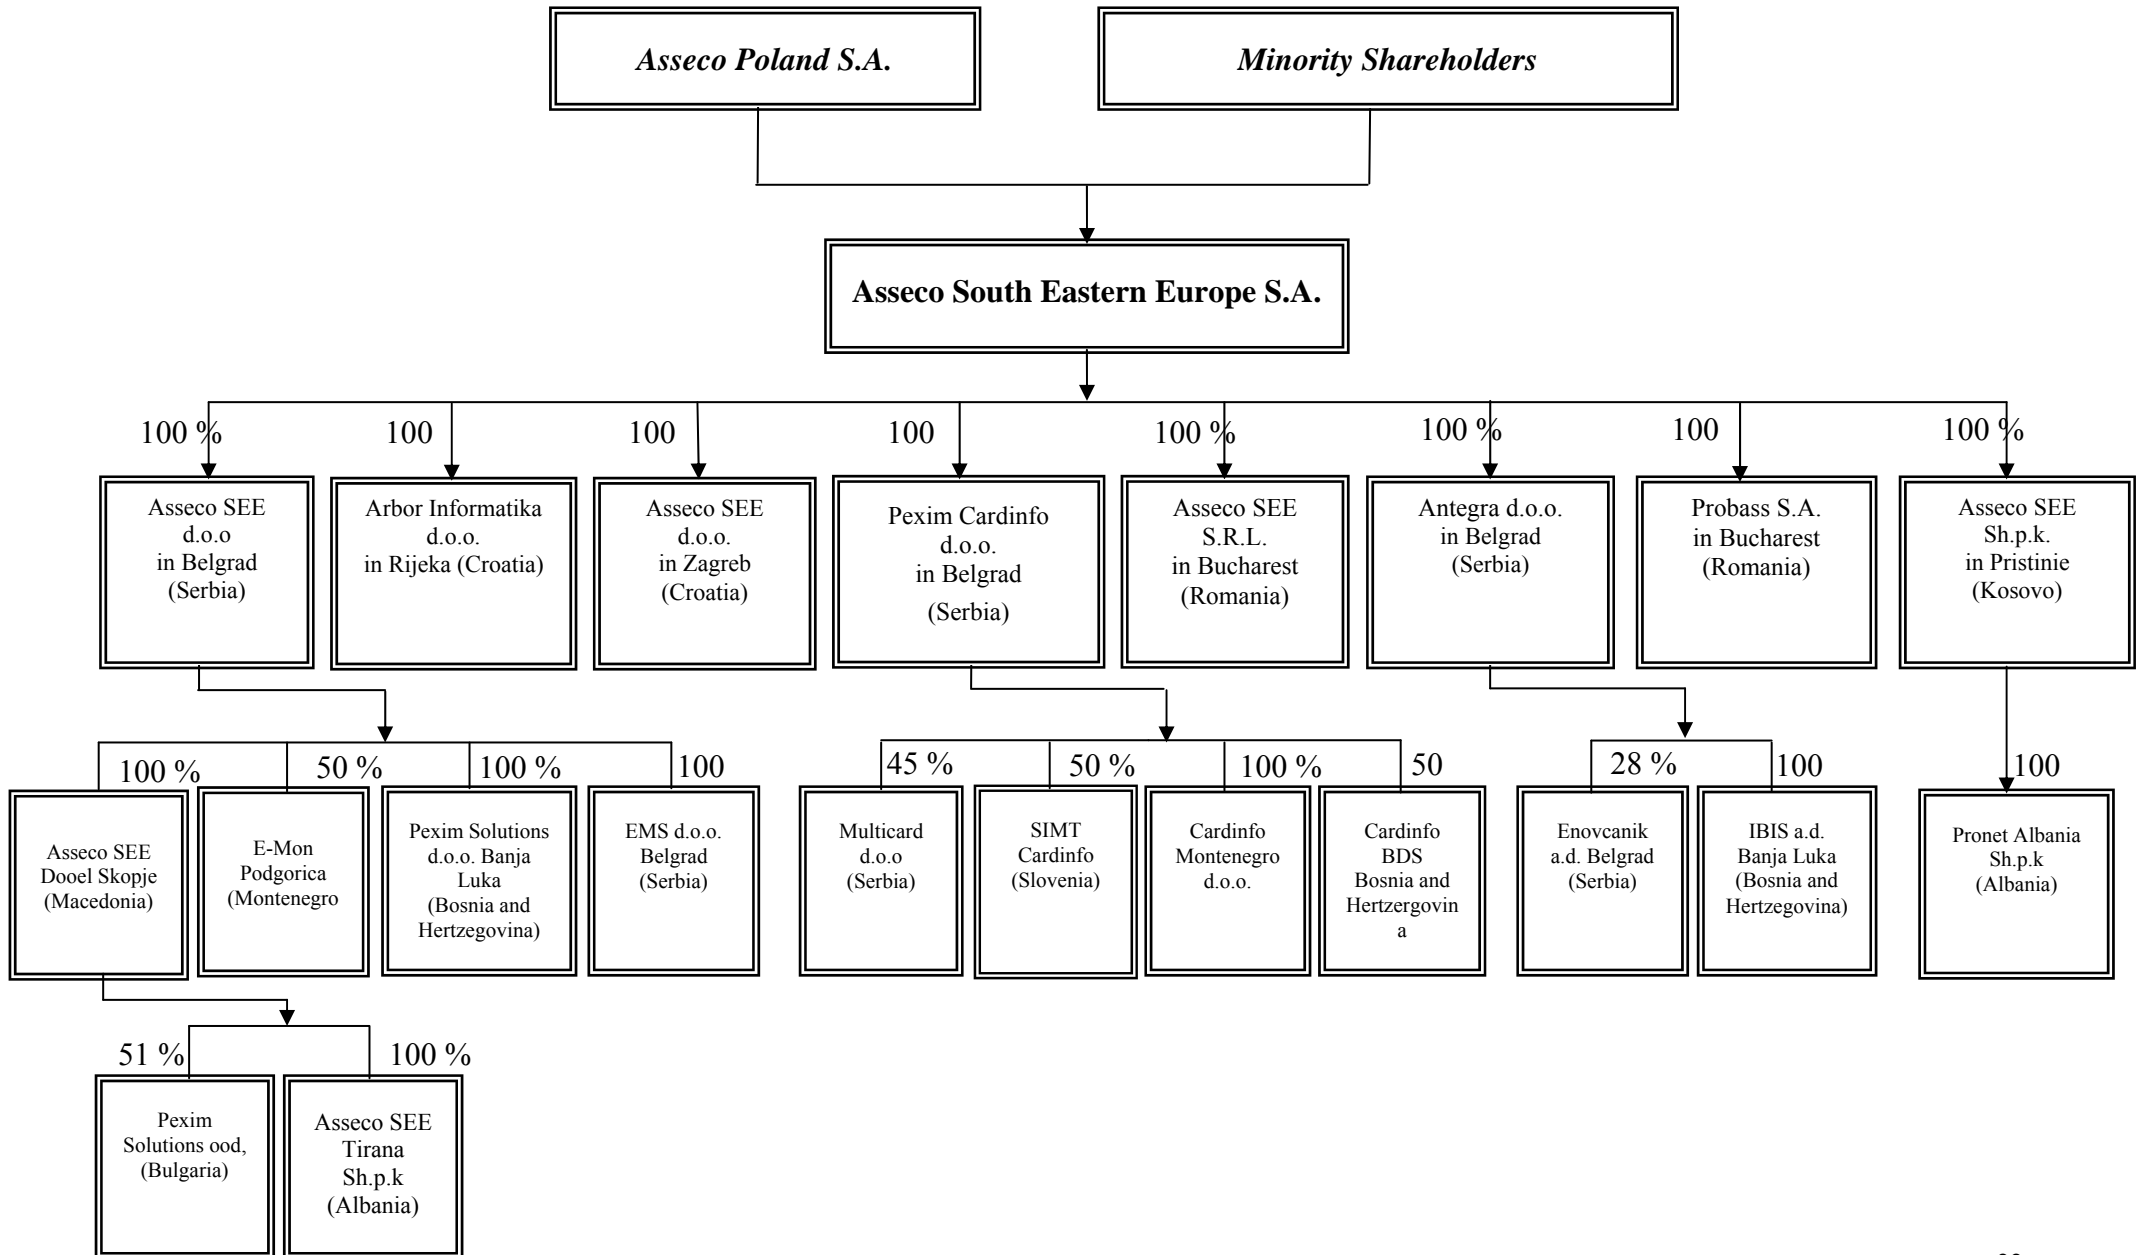 Asseco Poland S.A.
Minority Shareholders
Asseco South Eastern Europe S.A.
100 %
100
100
100
100 %
100 %
100
100 %
Asseco SEE
d.o.o
in Belgrad
(Serbia)
Arbor Informatika
d.o.o.
in Rijeka (Croatia)
Asseco SEE
d.o.o.
in Zagreb
(Croatia)
Pexim Cardinfo
d.o.o.
in Belgrad
(Serbia)
Asseco SEE
S.R.L.
in Bucharest
(Romania)
Antegra d.o.o.
in Belgrad
(Serbia)
Probass S.A.
in Bucharest
(Romania)
Asseco SEE
Sh.p.k.
in Pristinie
(Kosovo)
100 %
50 %
100 %
100
45 %
50 %
100 %
50
28 %
100
100
Asseco SEE
Dooel Skopje
(Macedonia)
E-Mon
Podgorica
(Montenegro
Pexim Solutions
d.o.o. Banja
Luka
(Bosnia and
Hertzegovina)
EMS d.o.o.
Belgrad
(Serbia)
Multicard
d.o.o
(Serbia)
SIMT
Cardinfo
(Slovenia)
Cardinfo
Montenegro
d.o.o.
Cardinfo
BDS
Bosnia and
Hertzergovin
a
Enovcanik
a.d. Belgrad
(Serbia)
IBIS a.d.
Banja Luka
(Bosnia and
Hertzegovina)
Pronet Albania
Sh.p.k
(Albania)
51 %
100 %
Pexim
Solutions ood,
(Bulgaria)
Asseco SEE
Tirana
Sh.p.k
(Albania)